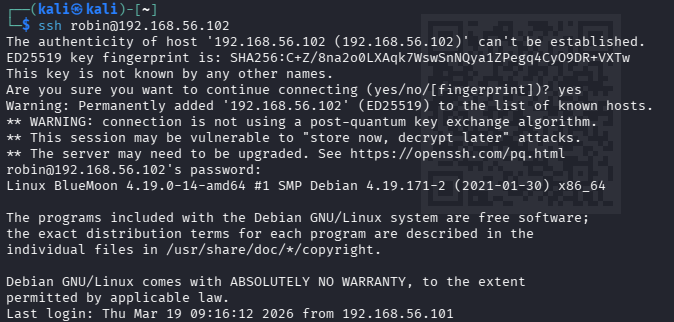 ┌──(kali㉿kali)-[~]
└─$ ssh robin@192.168.56.102
The authenticity of host '192.168.56.102 (192.168.56.102)' can't be established.
ED25519 key fingerprint is: SHA256:C+Z/8na2o0LXAqk7WswSnNQya1ZPegq4CyO9DR+VXTw
This key is not known by any other names.
Are you sure you want to continue connecting (yes/no/[fingerprint])? yes
Warning: Permanently added '192.168.56.102' (ED25519) to the list of known hosts.
** WARNING: connection is not using a post-quantum key exchange algorithm.
** This session may be vulnerable to "store now, decrypt later" attacks.
** The server may need to be upgraded. See https://openssh.com/pq.html
robin@192.168.56.102's password:
Linux BlueMoon 4.19.0-14-amd64 #1 SMP Debian 4.19.171-2 (2021-01-30) x86_64

The programs included with the Debian GNU/Linux system are free software;
the exact distribution terms for each program are described in the
individual files in /usr/share/doc/*/copyright.

Debian GNU/Linux comes with ABSOLUTELY NO WARRANTY, to the extent
permitted by applicable law.
Last login: Thu Mar 19 09:16:12 2026 from 192.168.56.101